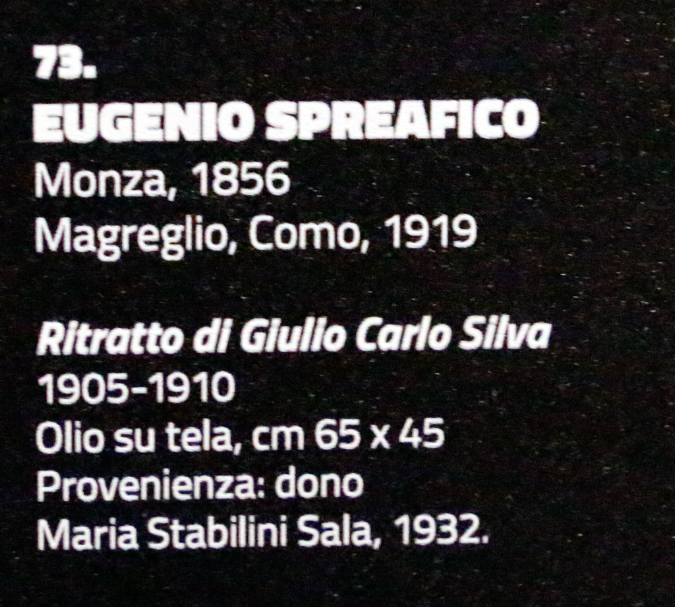 73.
EUGENIO SPREAFICO
Monza, 1856
Magreglio, Como, 1919
Ritratto di Giulio Carlo Silva
1905-1910
Olio su tela, cm 65 x 45
Provenienza: dono
Maria Stabilini Sala, 1932.